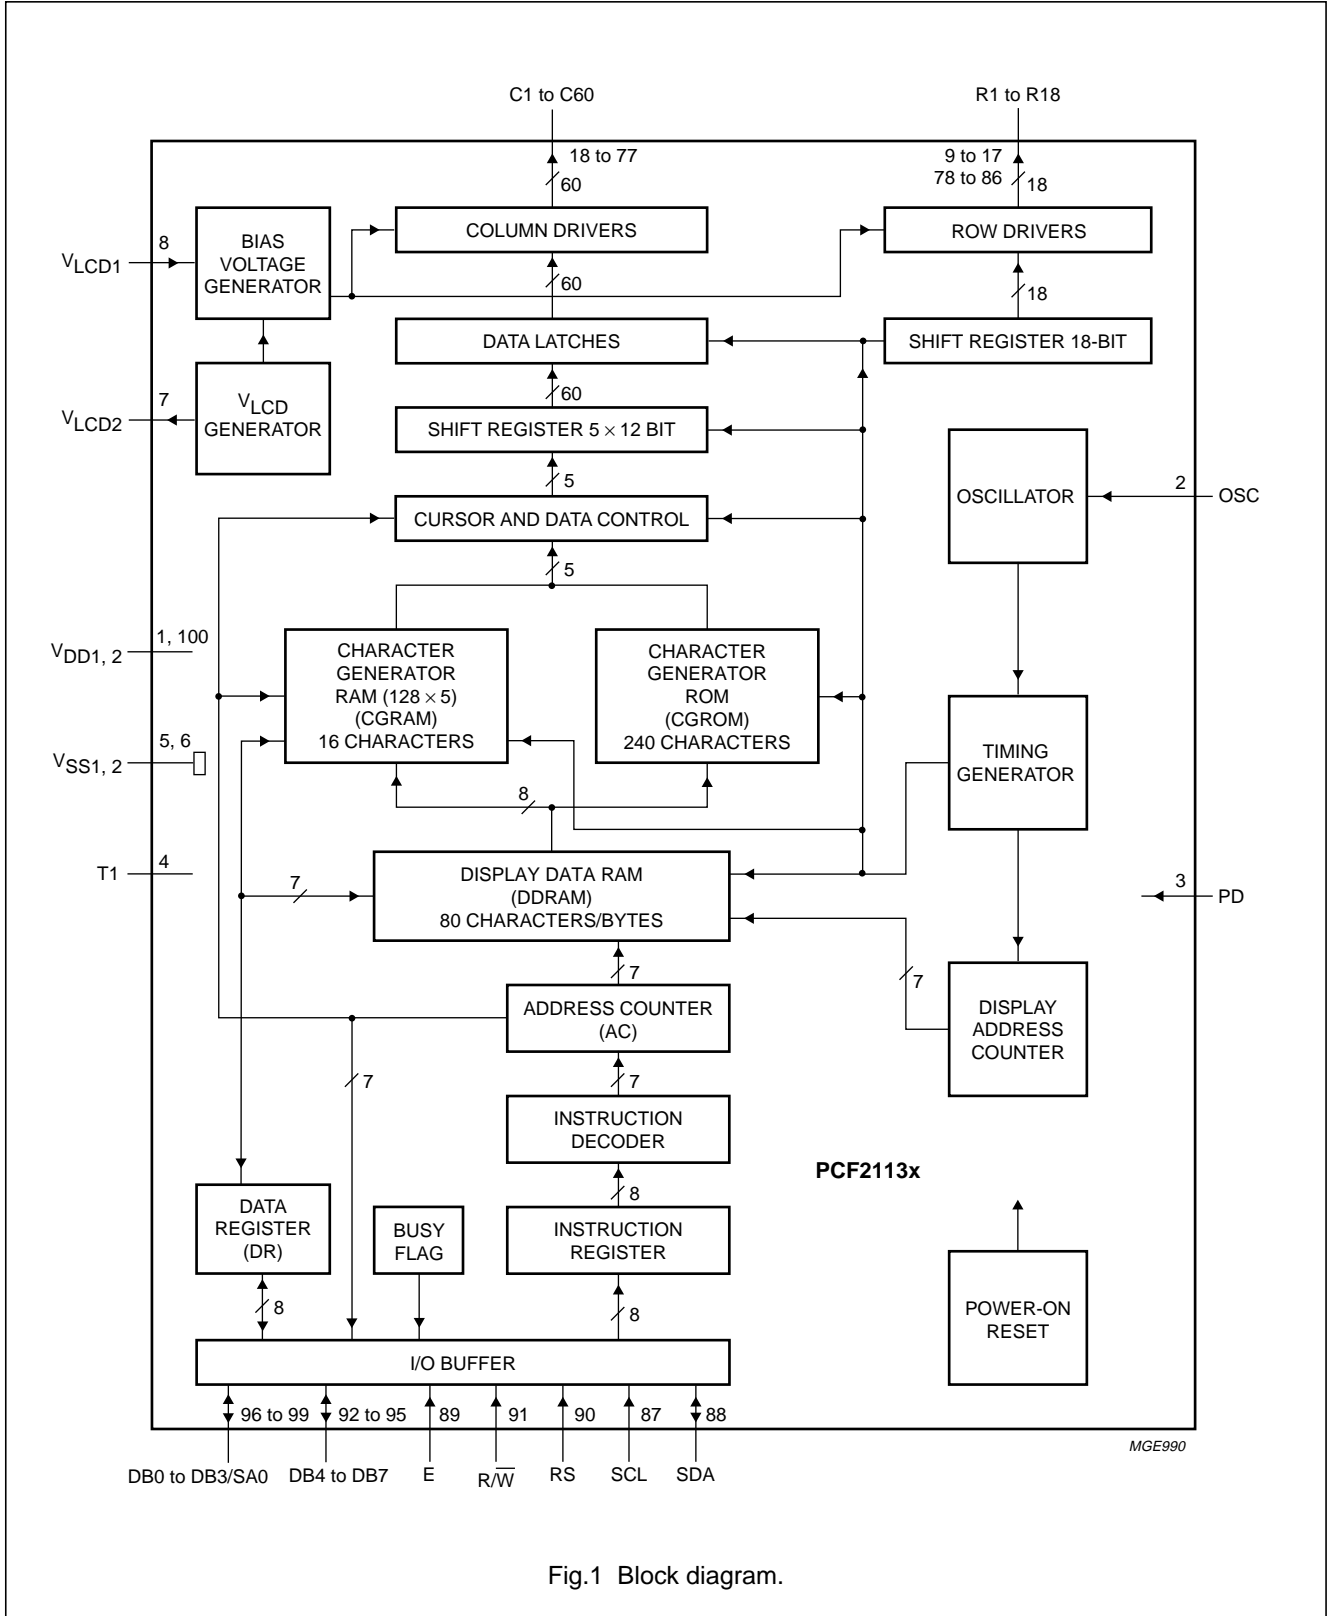 C1 to C60
R1 to R18
18 to 77
60
9 to 17
78 to 86
18
8
VLCD1
BIAS
VOLTAGE
GENERATOR
COLUMN DRIVERS
ROW DRIVERS
60
18
DATA LATCHES
SHIFT REGISTER 18-BIT
7
VLCD2
VLCD
GENERATOR
60
SHIFT REGISTER 5 × 12 BIT
5
OSCILLATOR
2
OSC
CURSOR AND DATA CONTROL
5
1, 100
VDD1, 2
CHARACTER
GENERATOR
RAM (128 × 5)
(CGRAM)
16 CHARACTERS
CHARACTER
GENERATOR
ROM
(CGROM)
240 CHARACTERS
5, 6
VSS1, 2
TIMING
GENERATOR
8
4
T1
7
DISPLAY DATA RAM
(DDRAM)
80 CHARACTERS/BYTES
3
PD
7
7
ADDRESS COUNTER
(AC)
DISPLAY
ADDRESS
COUNTER
7
7
INSTRUCTION
DECODER
PCF2113x
8
DATA
REGISTER
(DR)
BUSY
FLAG
INSTRUCTION
REGISTER
8
8
POWER-ON
RESET
I/O BUFFER
96 to 99
92 to 95
89
91
90
87
88
MGE990
DB0 to DB3/SA0
DB4 to DB7
E
R/W̅
RS
SCL
SDA
Fig.1 Block diagram.